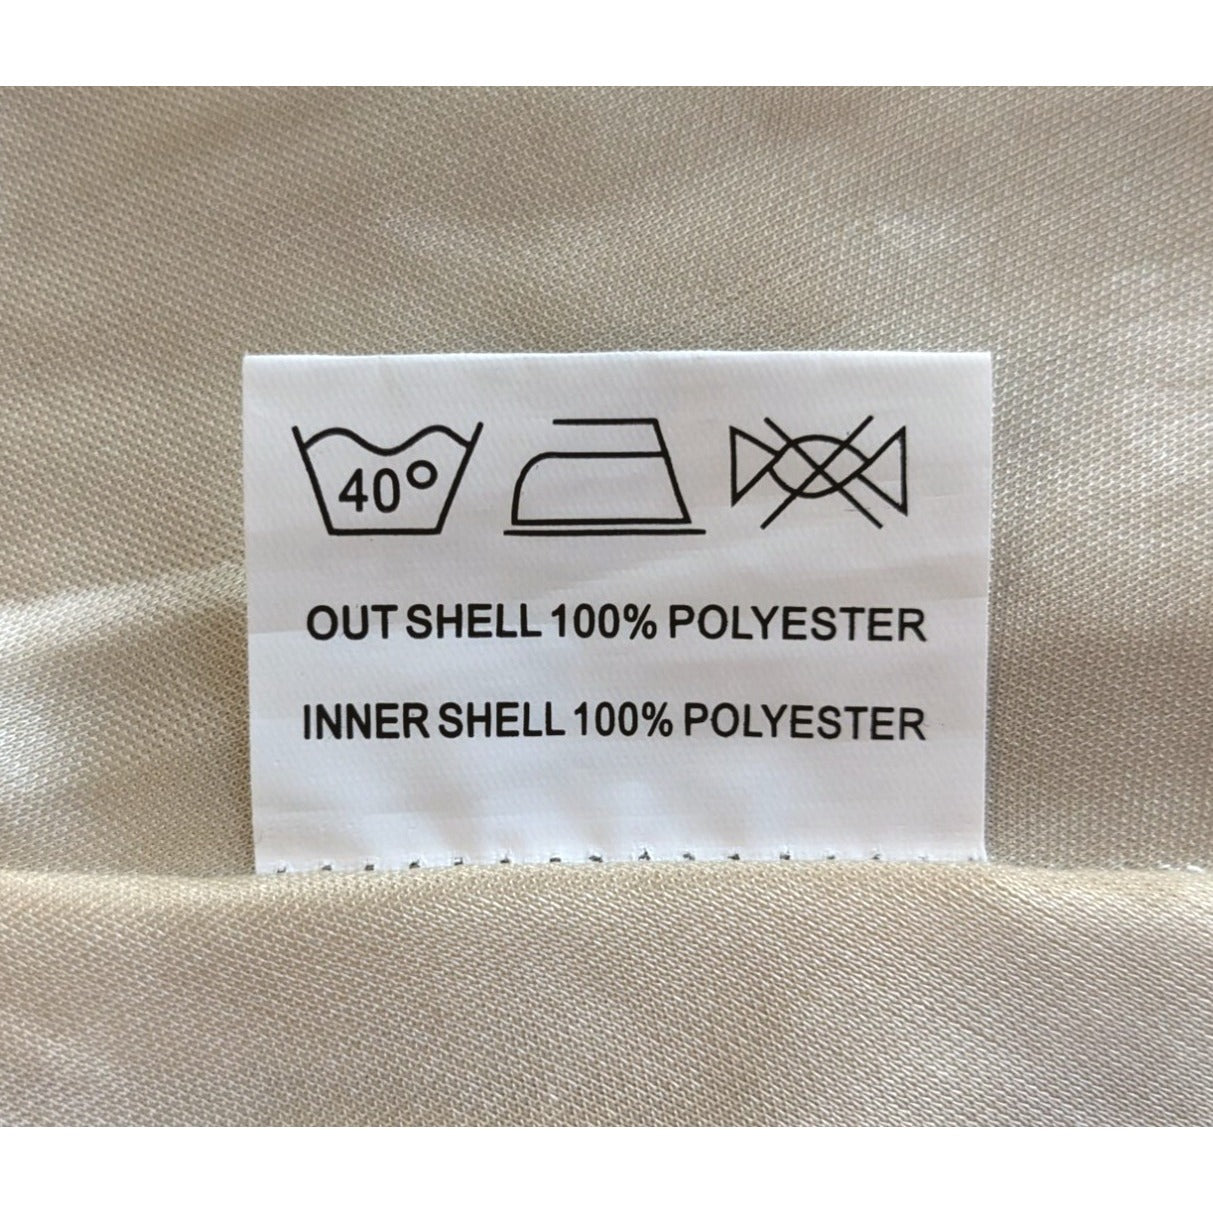 40°
OUT SHELL 100% POLYESTER
INNER SHELL 100% POLYESTER